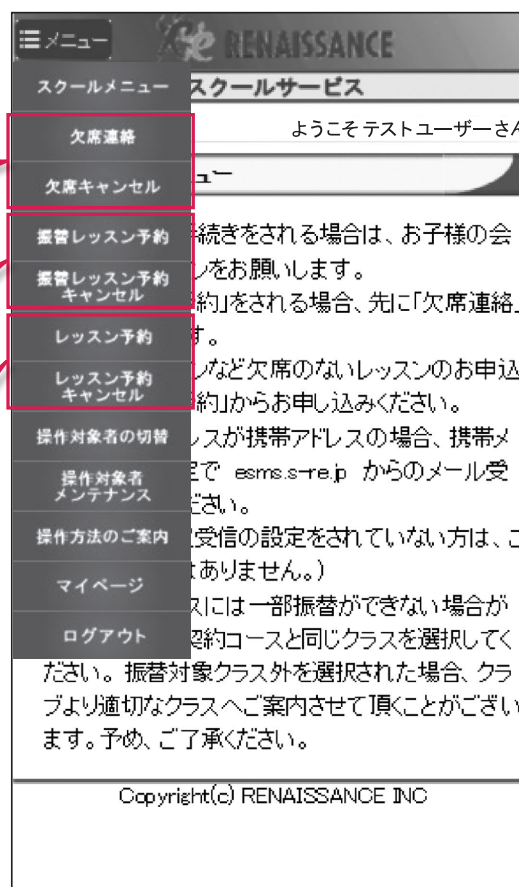 メニュー
RENAISSANCE
スクールメニュー
欠席連絡
欠席キャンセル
振替レッスン予約
振替レッスン予約
キャンセル
レッスン予約
レッスン予約
キャンセル
操作対象者の切替
操作対象者
メンテナンス
操作方法のご案内
マイページ
ログアウト
スクールサービス
ようこそ テストユーザー さん
ュー
続きをされる場合は、お子様の会
ンをお願いします。
約」をされる場合、先に「欠席連絡」
す。
ンなど欠席のないレッスンのお申込
約」からお申し込みください。
レスが携帯アドレスの場合、携帯メ
定で esms.s-re.jp からのメール受
ださい。
受信の設定をされていない方は、こ
はありません。)
スには一部振替ができない場合が
契約コースと同じクラスを選択してく
ださい。振替対象クラス外を選択された場合、クラ
ブより適切なクラスへご案内させて頂くことがござい
ます。予め、ご了承ください。
Copyright(c) RENAISSANCE INC